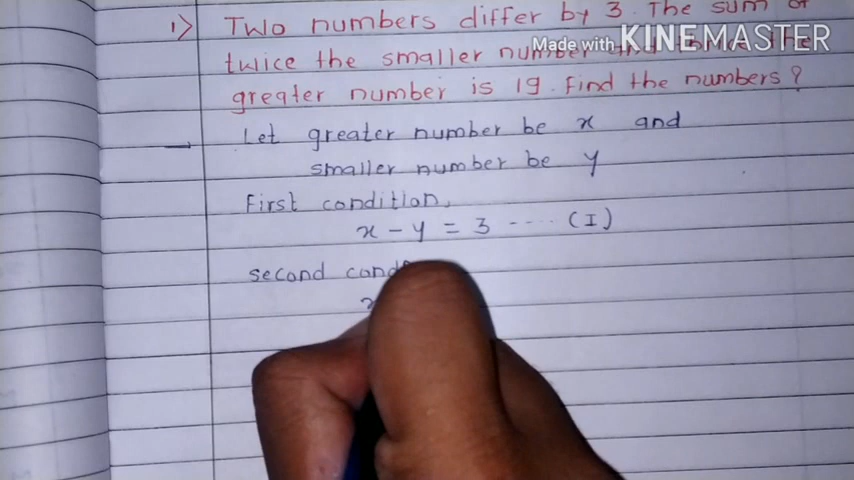 1) Two numbers differ by 3. The sum of
Made with KINEMASTER
twice the smaller number
greater number is 19. Find the numbers?
Let greater number be x and
smaller number be y
First condition,
x - y = 3 ---- (I)
second
x